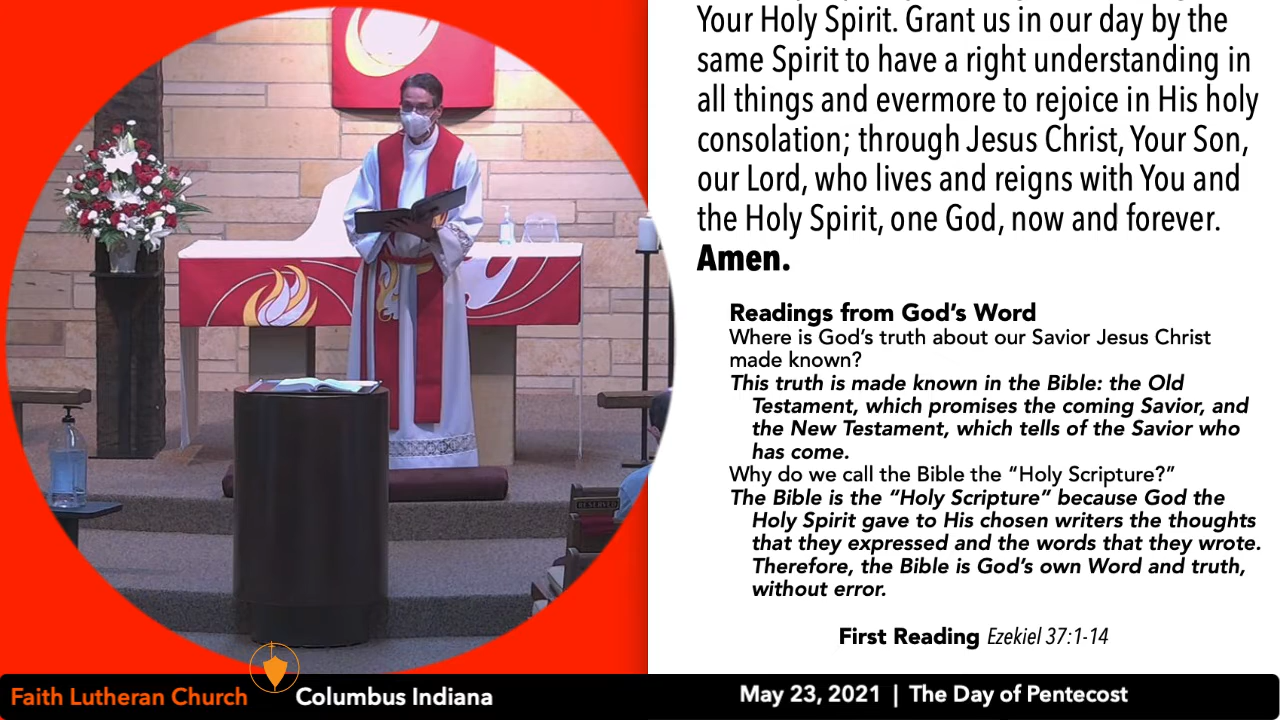 Your Holy Spirit. Grant us in our day by the
same Spirit to have a right understanding in
all things and evermore to rejoice in His holy
consolation; through Jesus Christ, Your Son,
our Lord, who lives and reigns with You and
the Holy Spirit, one God, now and forever.
Amen.
Readings from God’s Word
Where is God’s truth about our Savior Jesus Christ
made known?
This truth is made known in the Bible: the Old
Testament, which promises the coming Savior, and
the New Testament, which tells of the Savior who
has come.
Why do we call the Bible the “Holy Scripture?”
The Bible is the “Holy Scripture” because God the
Holy Spirit gave to His chosen writers the thoughts
that they expressed and the words that they wrote.
Therefore, the Bible is God’s own Word and truth,
without error.
First Reading Ezekiel 37:1-14
RESERVED
Faith Lutheran Church Columbus Indiana
May 23, 2021 | The Day of Pentecost